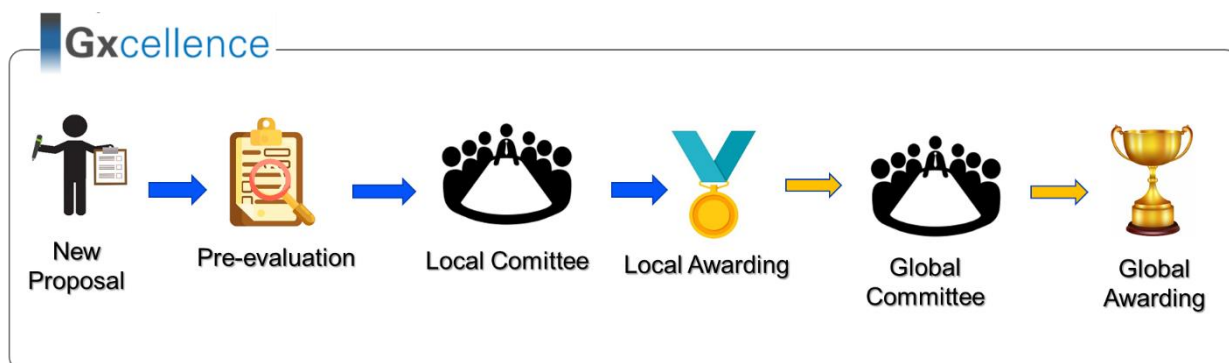 Gxcellence
New
Proposal
Pre-evaluation
Local Comittee
Local Awarding
Global
Committee
Global
Awarding